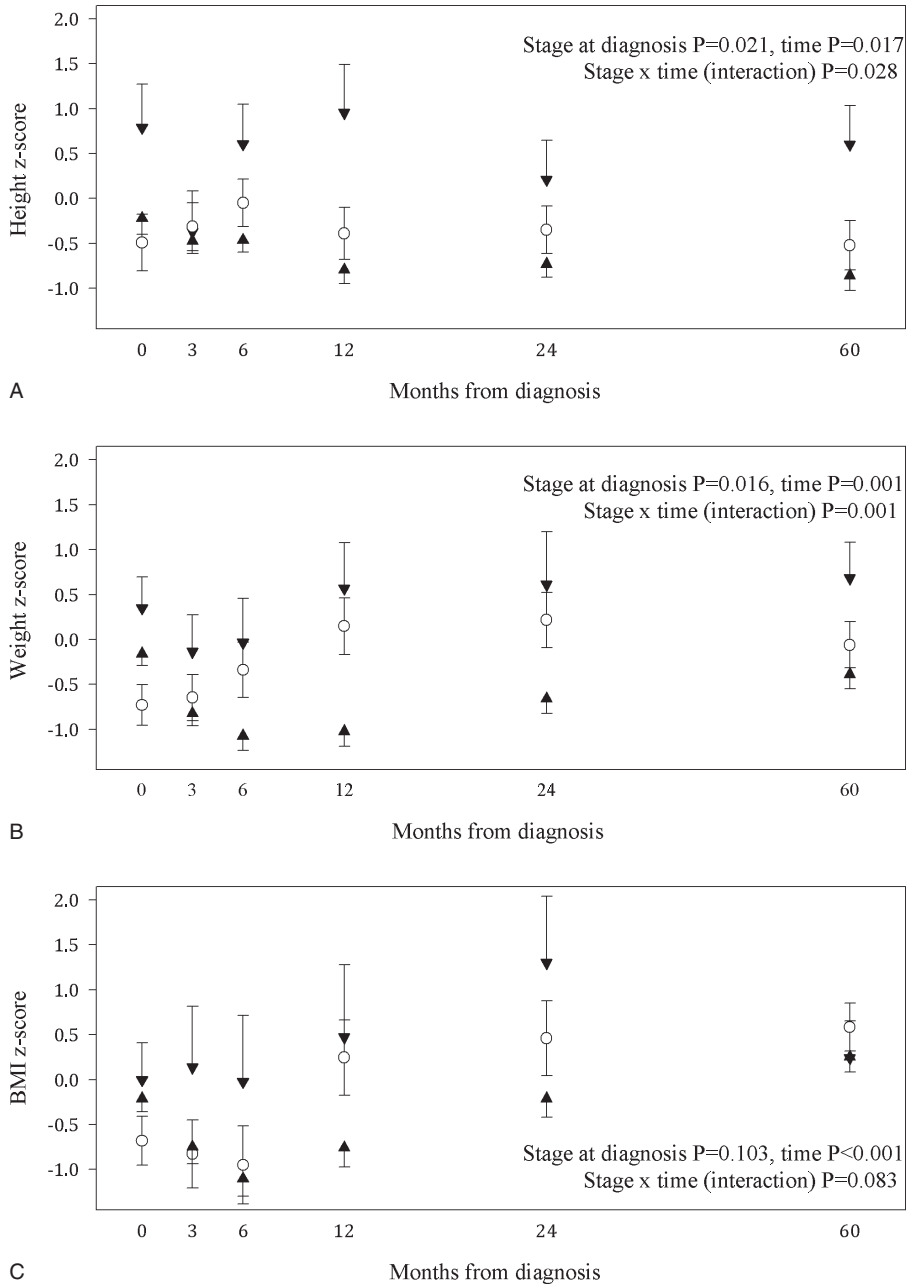 Stage at diagnosis P=0.021, time P=0.017
Stage x time (interaction) P=0.028
Height z-score
2.0
1.5
1.0
0.5
0.0
-0.5
-1.0
0 3 6 12 24 60
Months from diagnosis
A
Stage at diagnosis P=0.016, time P=0.001
Stage x time (interaction) P=0.001
Weight z-score
2.0
1.5
1.0
0.5
0.0
-0.5
-1.0
0 3 6 12 24 60
Months from diagnosis
B
BMI z-score
2.0
1.5
1.0
0.5
0.0
-0.5
-1.0
Stage at diagnosis P=0.103, time P<0.001
Stage x time (interaction) P=0.083
0 3 6 12 24 60
Months from diagnosis
C